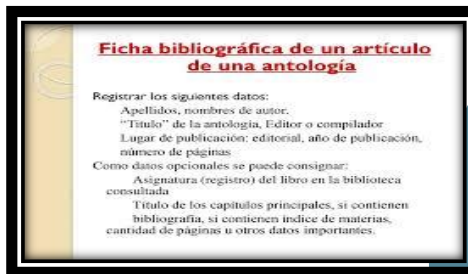 Ficha bibliográfica de un artículo
de una antología
Registrar los siguientes datos:
Apellidos, nombres de autor.
"Titulo" de la antología, Editor o compilador
Lugar de publicación: editorial, año de publicación,
número de páginas
Como datos opcionales se puede consignar:
Asignatura (registro) del libro en la biblioteca
consultada
Título de los capítulos principales, si contienen
bibliografía, si contienen índice de materias,
cantidad de páginas u otros datos importantes.